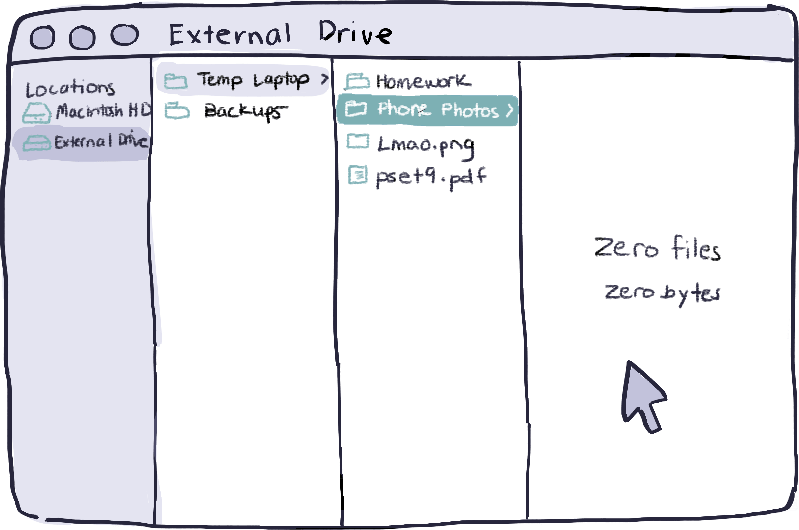 External Drive
Locations
Macintosh HD
External Drive
Temp Laptop >
Backups
Homework
Phone Photos >
Lmao.png
pset9.pdf
Zero files
zero bytes